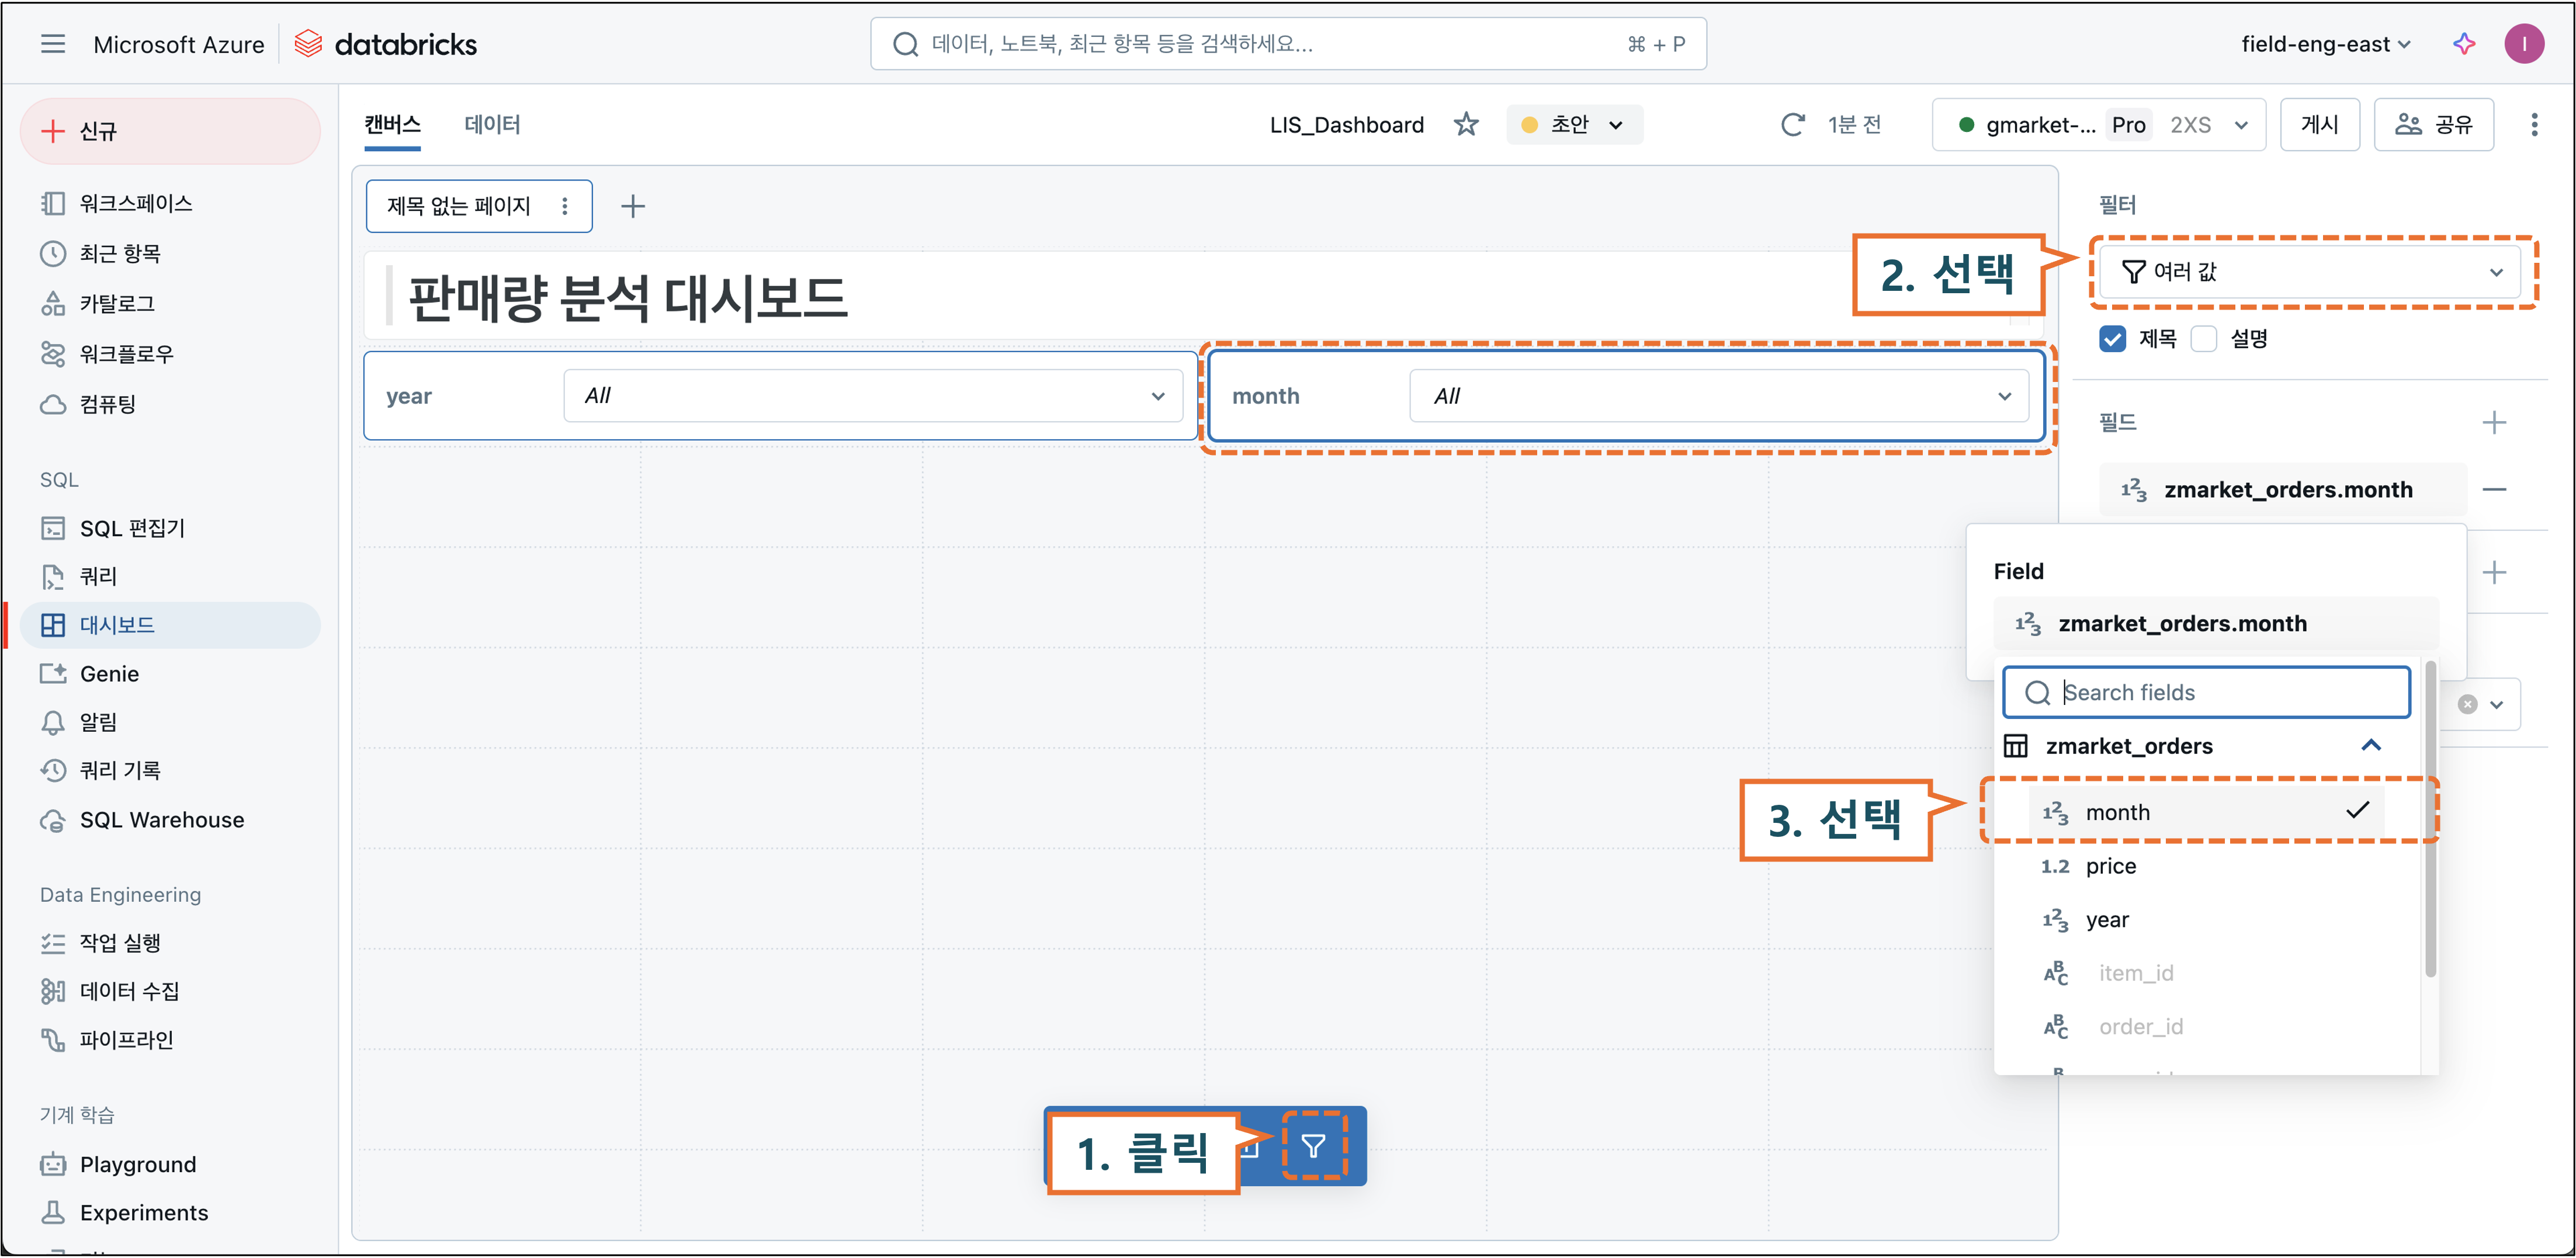 Microsoft Azure
databricks
데이터, 노트북, 최근 항목 등을 검색하세요...
⌘ + P
field-eng-east
I
신규
워크스페이스
최근 항목
카탈로그
워크플로우
컴퓨팅
SQL
SQL 편집기
쿼리
대시보드
Genie
알림
쿼리 기록
SQL Warehouse
Data Engineering
작업 실행
데이터 수집
파이프라인
기계 학습
Playground
Experiments
캔버스
데이터
LIS_Dashboard
초안
1분 전
gmarket-... Pro 2XS
게시
공유
제목 없는 페이지
판매량 분석 대시보드
year
All
month
All
1. 클릭
2. 선택
3. 선택
필터
여러 값
제목
설명
필드
zmarket_orders.month
Field
zmarket_orders.month
Search fields
zmarket_orders
month
1.2 price
year
item_id
order_id